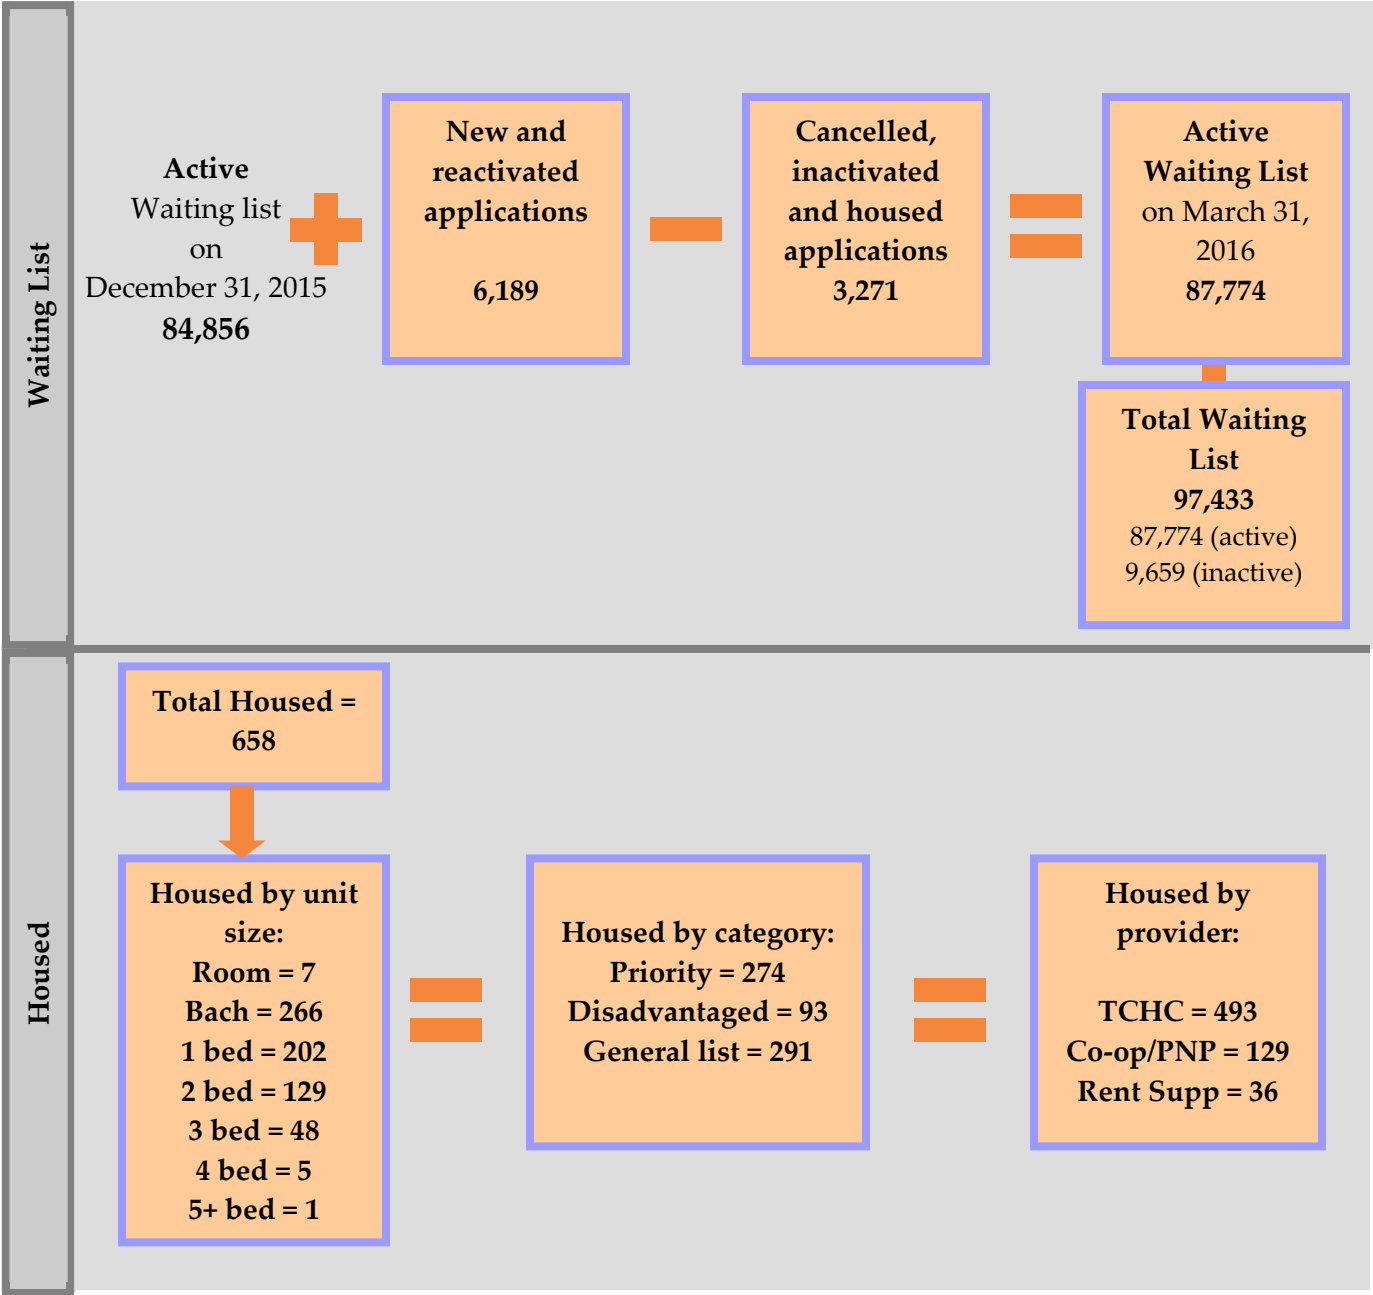 Waiting List
Active
Waiting list
on
December 31, 2015
84,856
New and
reactivated
applications
6,189
Cancelled,
inactivated
and housed
applications
3,271
Active
Waiting List
on March 31,
2016
87,774
Total Waiting
List
97,433
87,774 (active)
9,659 (inactive)
Housed
Total Housed =
658
Housed by unit
size:
Room = 7
Bach = 266
1 bed = 202
2 bed = 129
3 bed = 48
4 bed = 5
5+ bed = 1
Housed by category:
Priority = 274
Disadvantaged = 93
General list = 291
Housed by
provider:
TCHC = 493
Co-op/PNP = 129
Rent Supp = 36